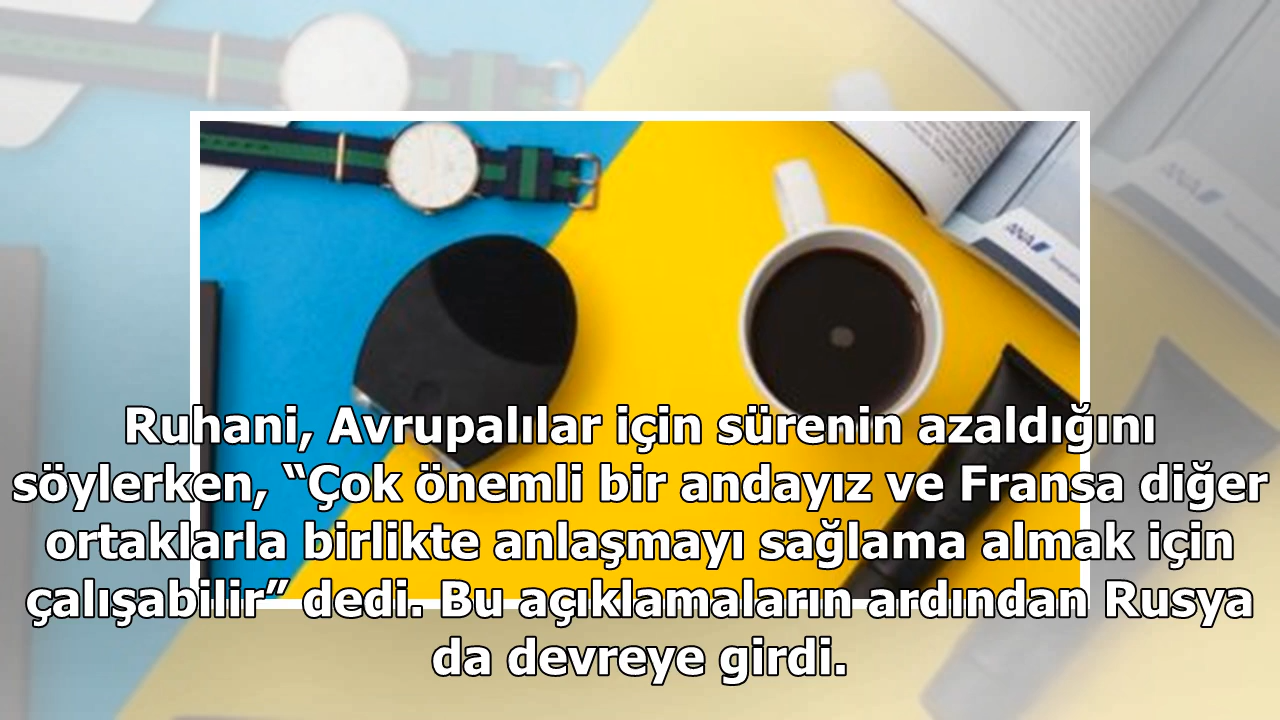 ANA
Ruhani, Avrupalılar için sürenin azaldığını
söylerken, “Çok önemli bir andayız ve Fransa diğer
ortaklarla birlikte anlaşmayı sağlama almak için
çalışabilir” dedi. Bu açıklamaların ardından Rusya
da devreye girdi.